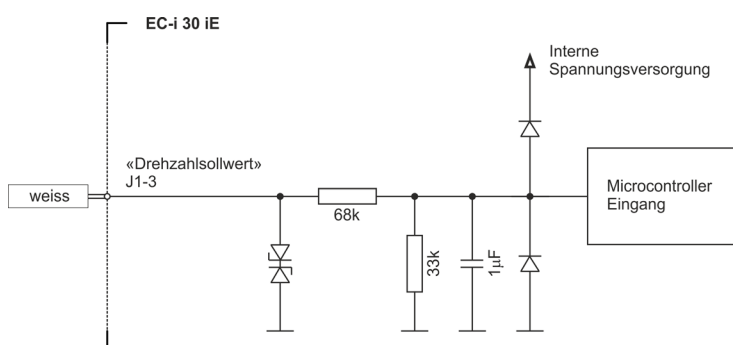 EC-i 30 iE
Interne
Spannungsversorgung
«Drehzahlsollwert»
J1-3
weiss
68k
33k
1µF
Microcontroller
Eingang